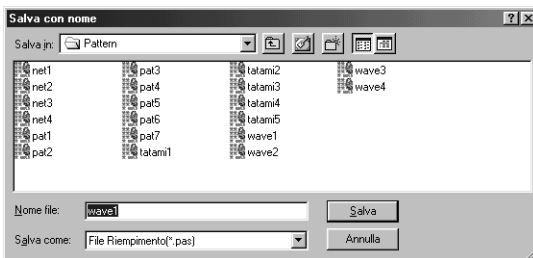 Salva con nome
Salva in: Pattern
net1 pat3 tatami2 wave3
net2 pat4 tatami3 wave4
net3 pat5 tatami4
net4 pat6 tatami5
pat1 pat7 wave1
pat2 tatami1 wave2
Nome file: wave1 Salva
Salva come: File Riempimento(*.pas) Annulla